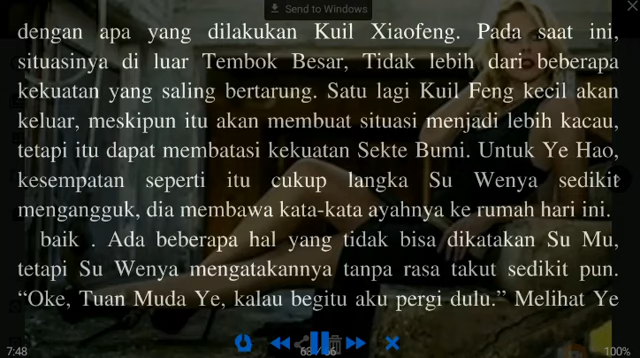 Send to Windows
dengan apa yang dilakukan Kuil Xiaofeng. Pada saat ini,
situasinya di luar Tembok Besar, Tidak lebih dari beberapa
kekuatan yang saling bertarung. Satu lagi Kuil Feng kecil akan
keluar, meskipun itu akan membuat situasi menjadi lebih kacau,
tetapi itu dapat membatasi kekuatan Sekte Bumi. Untuk Ye Hao,
kesempatan seperti itu cukup langka Su Wenya sedikit
mengangguk, dia membawa kata-kata ayahnya ke rumah hari ini.
baik . Ada beberapa hal yang tidak bisa dikatakan Su Mu,
tetapi Su Wenya mengatakannya tanpa rasa takut sedikit pun.
“Oke, Tuan Muda Ye, kalau begitu aku pergi dulu.” Melihat Ye
7:48
100%